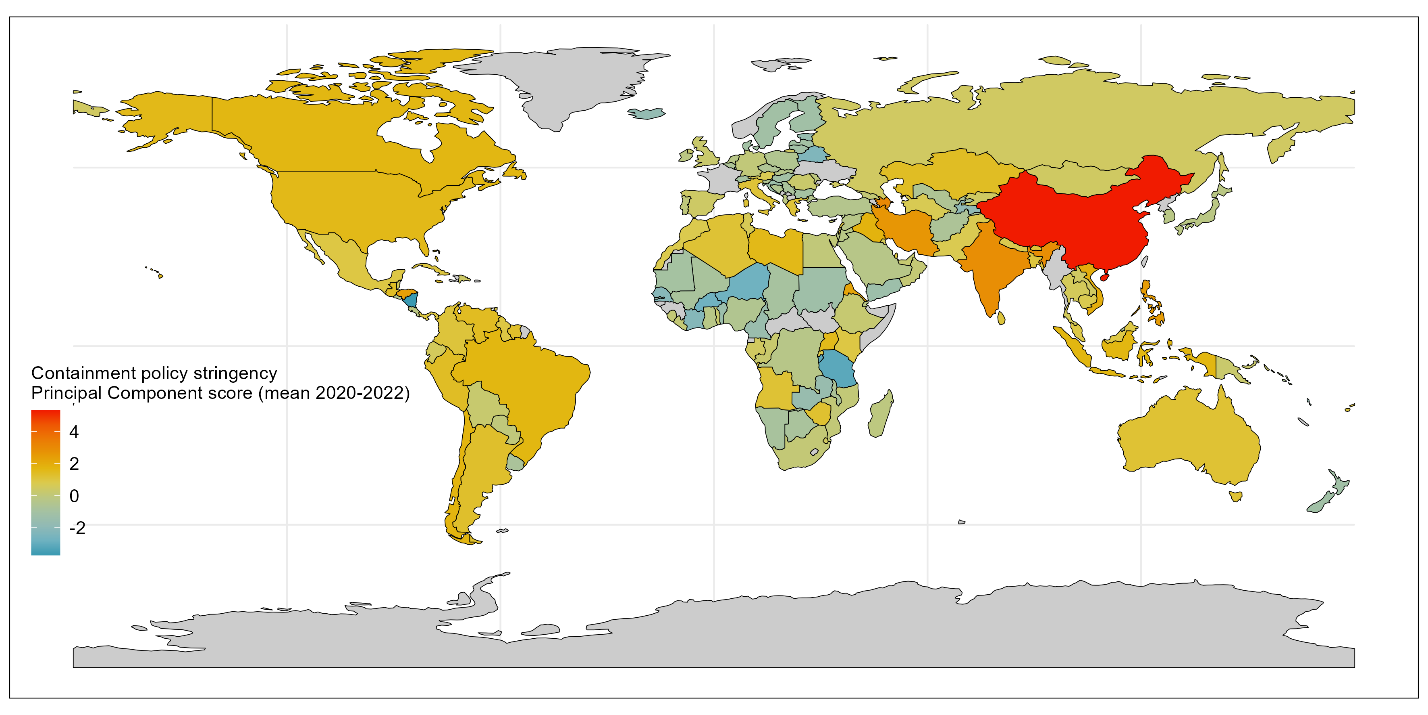 Containment policy stringency
Principal Component score (mean 2020-2022)
4
2
0
-2